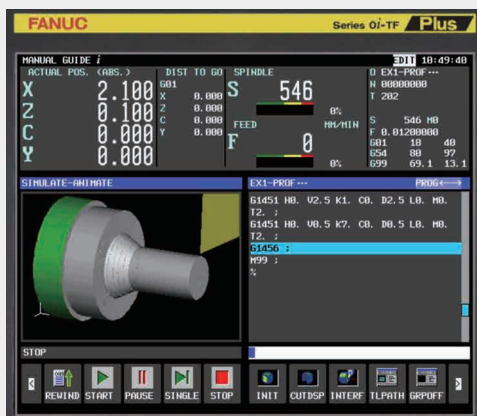 FANUC
Series 0i-TF Plus
MANUAL GUIDE i
EDIT 10:49:40
ACTUAL POS. (ABS.)
X 2.100
Z 0.100
C 0.000
Y 0.000
DIST TO GO
G01
X 0.000
Z 0.000
C 0.000
Y 0.000
SPINDLE
S 546
0%
FEED MM/MIN
F 0
0%
O EX1-PROF···
N 00000000
T 202
S 546 M0
F 0.01200000
G01 18 40
G54 80 97
G99 69.1 13.1
SIMULATE-ANIMATE
EX1-PROF··· PROG←→
G1451 H0. V2.5 K1. C0. D2.5 L0. M0.
T2. ;
G1451 H0. V0.5 K7. C0. D0.5 L0. M0.
T2. ;
G1456 ;
M99 ;
%
STOP
REWIND START PAUSE SINGLE STOP
INIT CUTDSP INTERF TLPATH GRPOFF